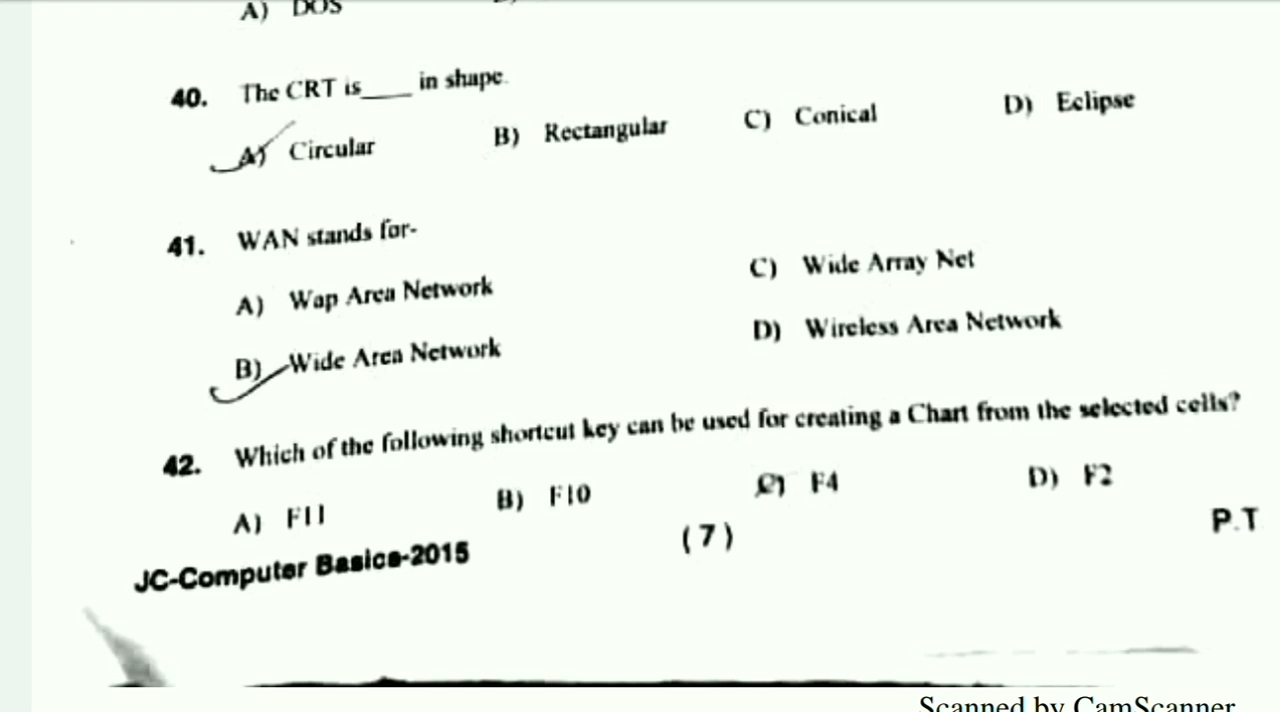 A) DOS
40. The CRT is____ in shape.
A) Circular B) Rectangular C) Conical D) Eclipse
41. WAN stands for-
A) Wap Area Network C) Wide Array Net
B) Wide Area Network D) Wireless Area Network
42. Which of the following shortcut key can be used for creating a Chart from the selected cells?
A) F11 B) F10 C) F4 D) F2
JC-Computer Basics-2015 (7) P.T
Scanned by CamScanner